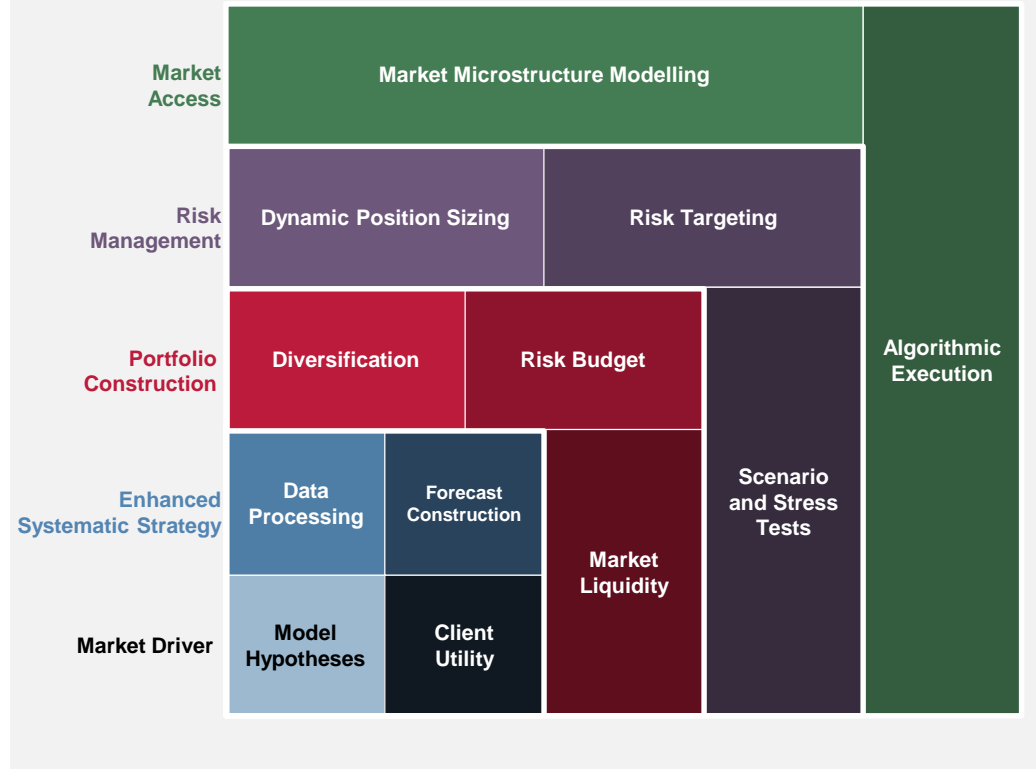 Market
Access
Market Microstructure Modelling
Risk
Management
Dynamic Position Sizing
Risk Targeting
Portfolio
Construction
Diversification
Risk Budget
Algorithmic
Execution
Enhanced
Systematic Strategy
Data
Processing
Forecast
Construction
Scenario
and Stress
Tests
Market
Liquidity
Market Driver
Model
Hypotheses
Client
Utility